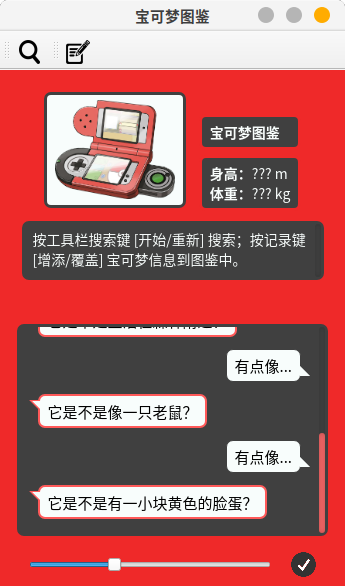 宝可梦图鉴
宝可梦图鉴
身高：??? m
体重：??? kg
按工具栏搜索键 [开始/重新] 搜索；按记录键
[增添/覆盖] 宝可梦信息到图鉴中。
有点像...
它是不是像一只老鼠？
有点像...
它是不是有一小块黄色的脸蛋？